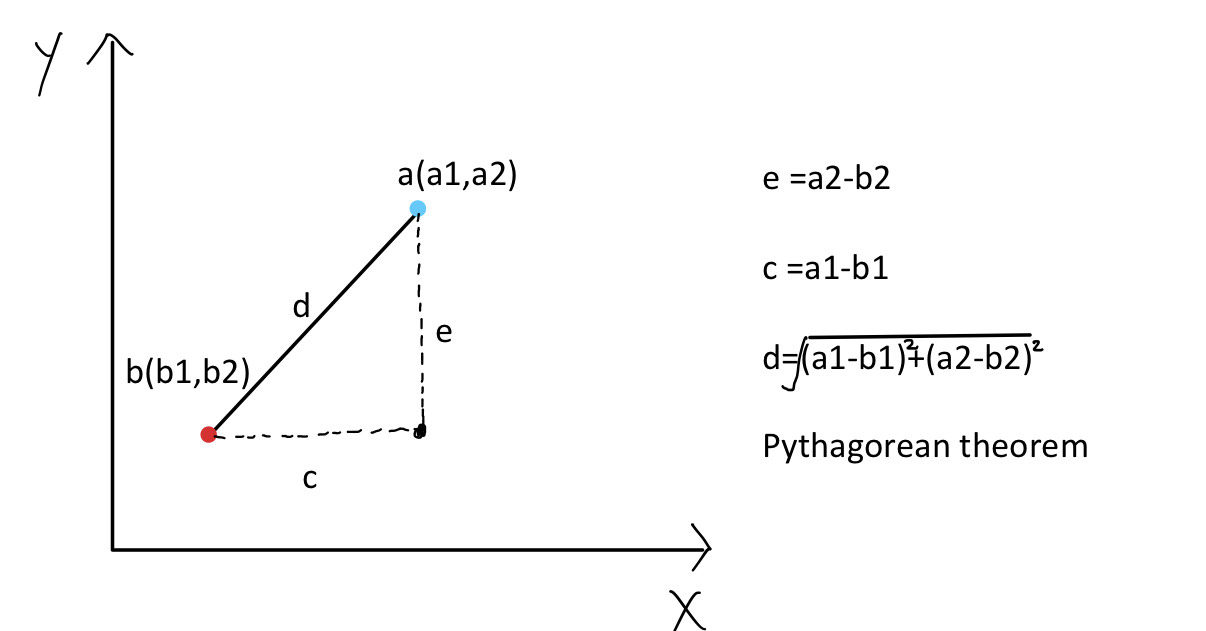 y
a(a1,a2)
e =a2-b2
c =a1-b1
d
e
d=√(a1-b1)²+(a2-b2)²
b(b1,b2)
Pythagorean theorem
c
X